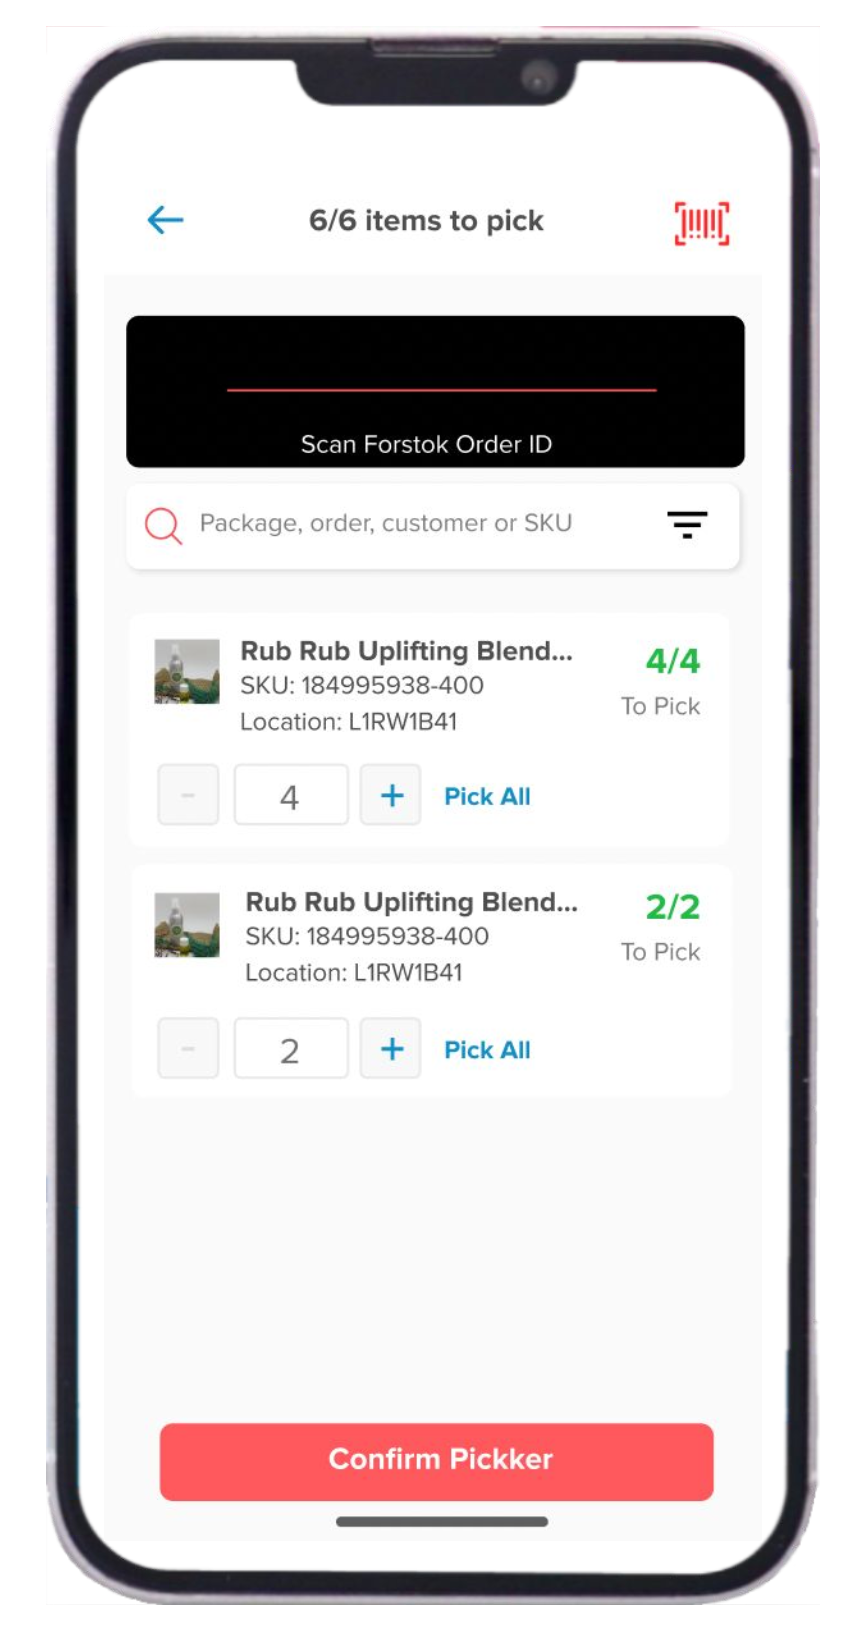 6/6 items to pick
Scan Forstok Order ID
Package, order, customer or SKU
Rub Rub Uplifting Blend...
4/4
SKU: 184995938-400
To Pick
Location: L1RW1B41
-
4
+
Pick All
Rub Rub Uplifting Blend...
2/2
SKU: 184995938-400
To Pick
Location: L1RW1B41
-
2
+
Pick All
Confirm Pickker